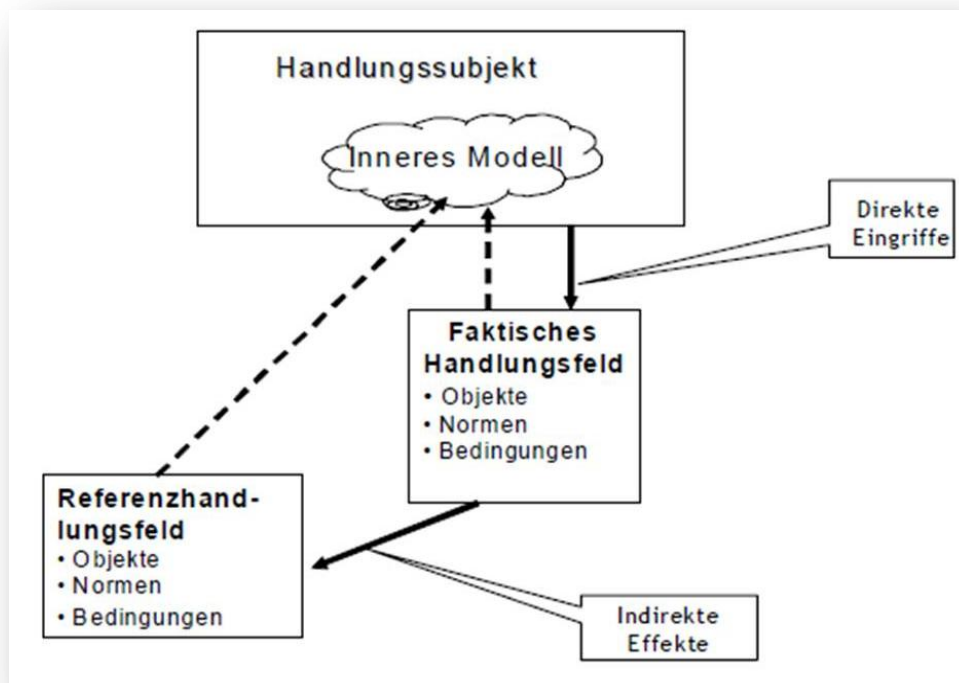 Handlungssubjekt
Inneres Modell
Direkte
Eingriffe
Faktisches
Handlungsfeld
• Objekte
• Normen
• Bedingungen
Referenzhand-
lungsfeld
• Objekte
• Normen
• Bedingungen
Indirekte
Effekte